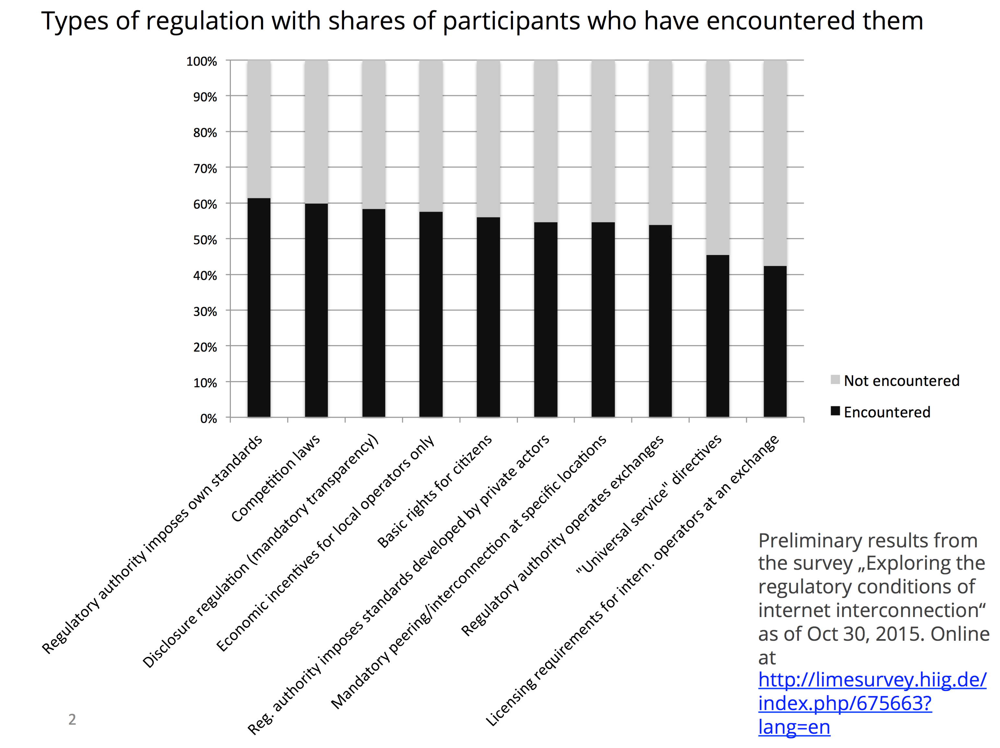 Types of regulation with shares of participants who have encountered them
100%
90%
80%
70%
60%
50%
40%
30%
20%
10%
0%
Not encountered
Encountered
Regulatory authority imposes own standards
Competition laws
Disclosure regulation (mandatory transparency)
Economic incentives for local operators only
Basic rights for citizens
Reg. authority imposes standards developed by private actors
Mandatory peering/interconnection at specific locations
Regulatory authority operates exchanges
"Universal service" directives
Licensing requirements for intern. operators at an exchange
Preliminary results from
the survey „Exploring the
regulatory conditions of
internet interconnection“
as of Oct 30, 2015. Online
at
http://limesurvey.hiig.de/
index.php/675663?
lang=en
2